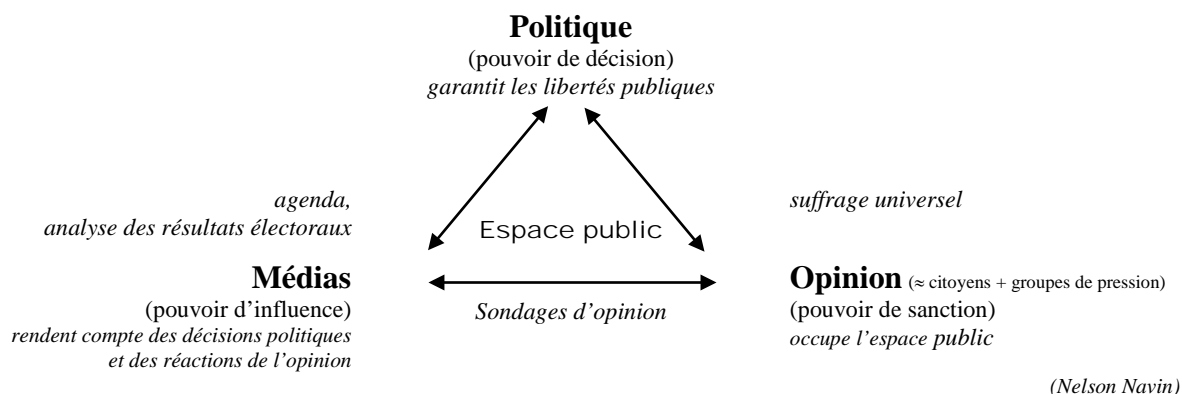 Politique
(pouvoir de décision)
garantit les libertés publiques
agenda,
analyse des résultats électoraux
suffrage universel
Espace public
Médias
(pouvoir d’influence)
rendent compte des décisions politiques
et des réactions de l’opinion
Sondages d’opinion
Opinion (≈ citoyens + groupes de pression)
(pouvoir de sanction)
occupe l’espace public
(Nelson Navin)